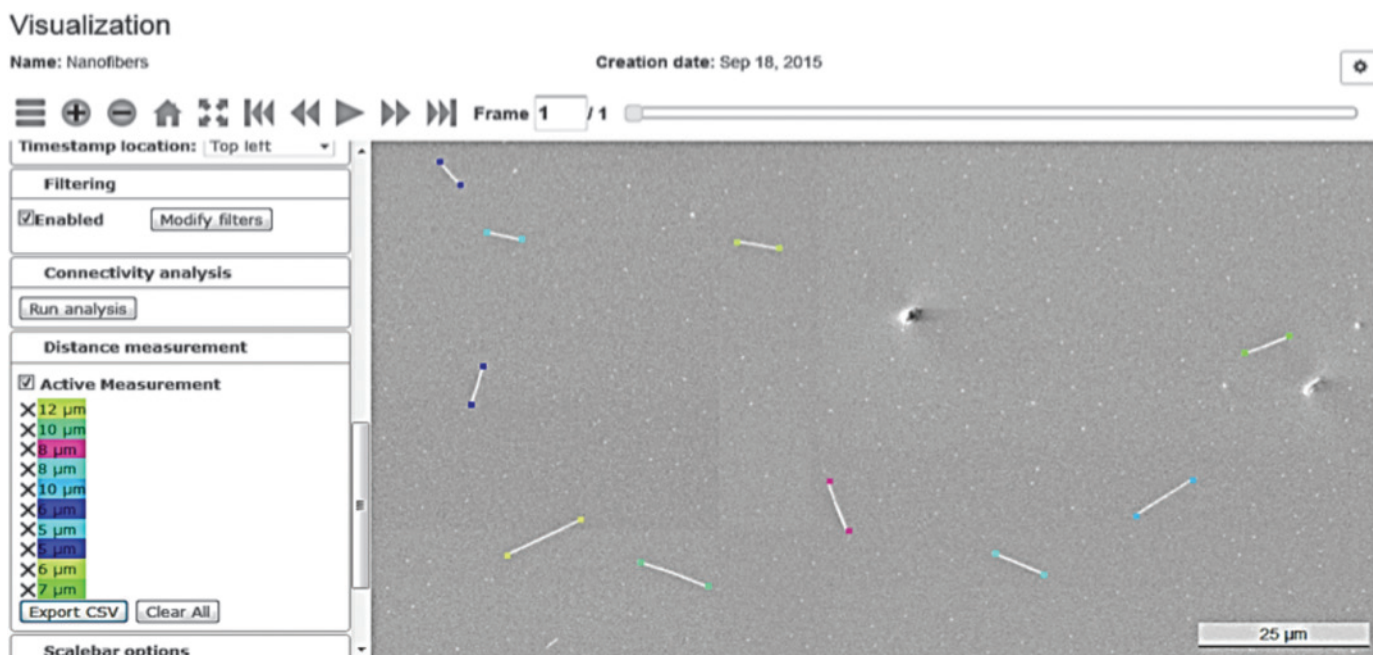 Visualization
Name: Nanofibers Creation date: Sep 18, 2015
Frame 1 / 1
Timestamp location: Top left
Filtering
Enabled Modify filters
Connectivity analysis
Run analysis
Distance measurement
Active Measurement
12 µm
10 µm
8 µm
8 µm
10 µm
6 µm
5 µm
5 µm
6 µm
7 µm
Export CSV Clear All
Scalebar options
25 µm